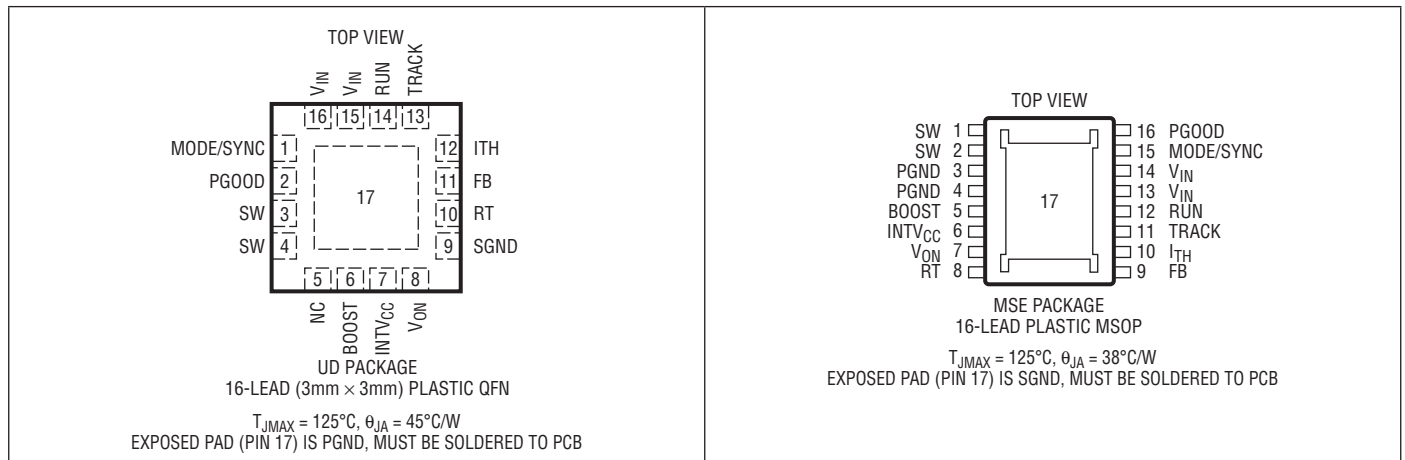 TOP VIEW
VIN
VIN
RUN
TRACK
16 15 14 13
MODE/SYNC 1
PGOOD 2
SW 3
SW 4
17
12 ITH
11 FB
10 RT
9 SGND
5 6 7 8
NC
BOOST
INTVCC
VON
UD PACKAGE
16-LEAD (3mm × 3mm) PLASTIC QFN
TJMAX = 125°C, θJA = 45°C/W
EXPOSED PAD (PIN 17) IS PGND, MUST BE SOLDERED TO PCB
TOP VIEW
SW 1
SW 2
PGND 3
PGND 4
BOOST 5
INTVCC 6
VON 7
RT 8
17
16 PGOOD
15 MODE/SYNC
14 VIN
13 VIN
12 RUN
11 TRACK
10 ITH
9 FB
MSE PACKAGE
16-LEAD PLASTIC MSOP
TJMAX = 125°C, θJA = 38°C/W
EXPOSED PAD (PIN 17) IS SGND, MUST BE SOLDERED TO PCB